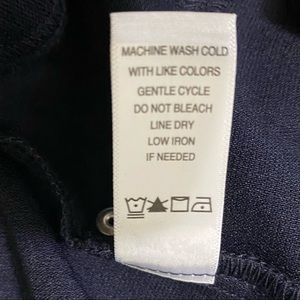 MACHINE WASH COLD
WITH LIKE COLORS
GENTLE CYCLE
DO NOT BLEACH
LINE DRY
LOW IRON
IF NEEDED